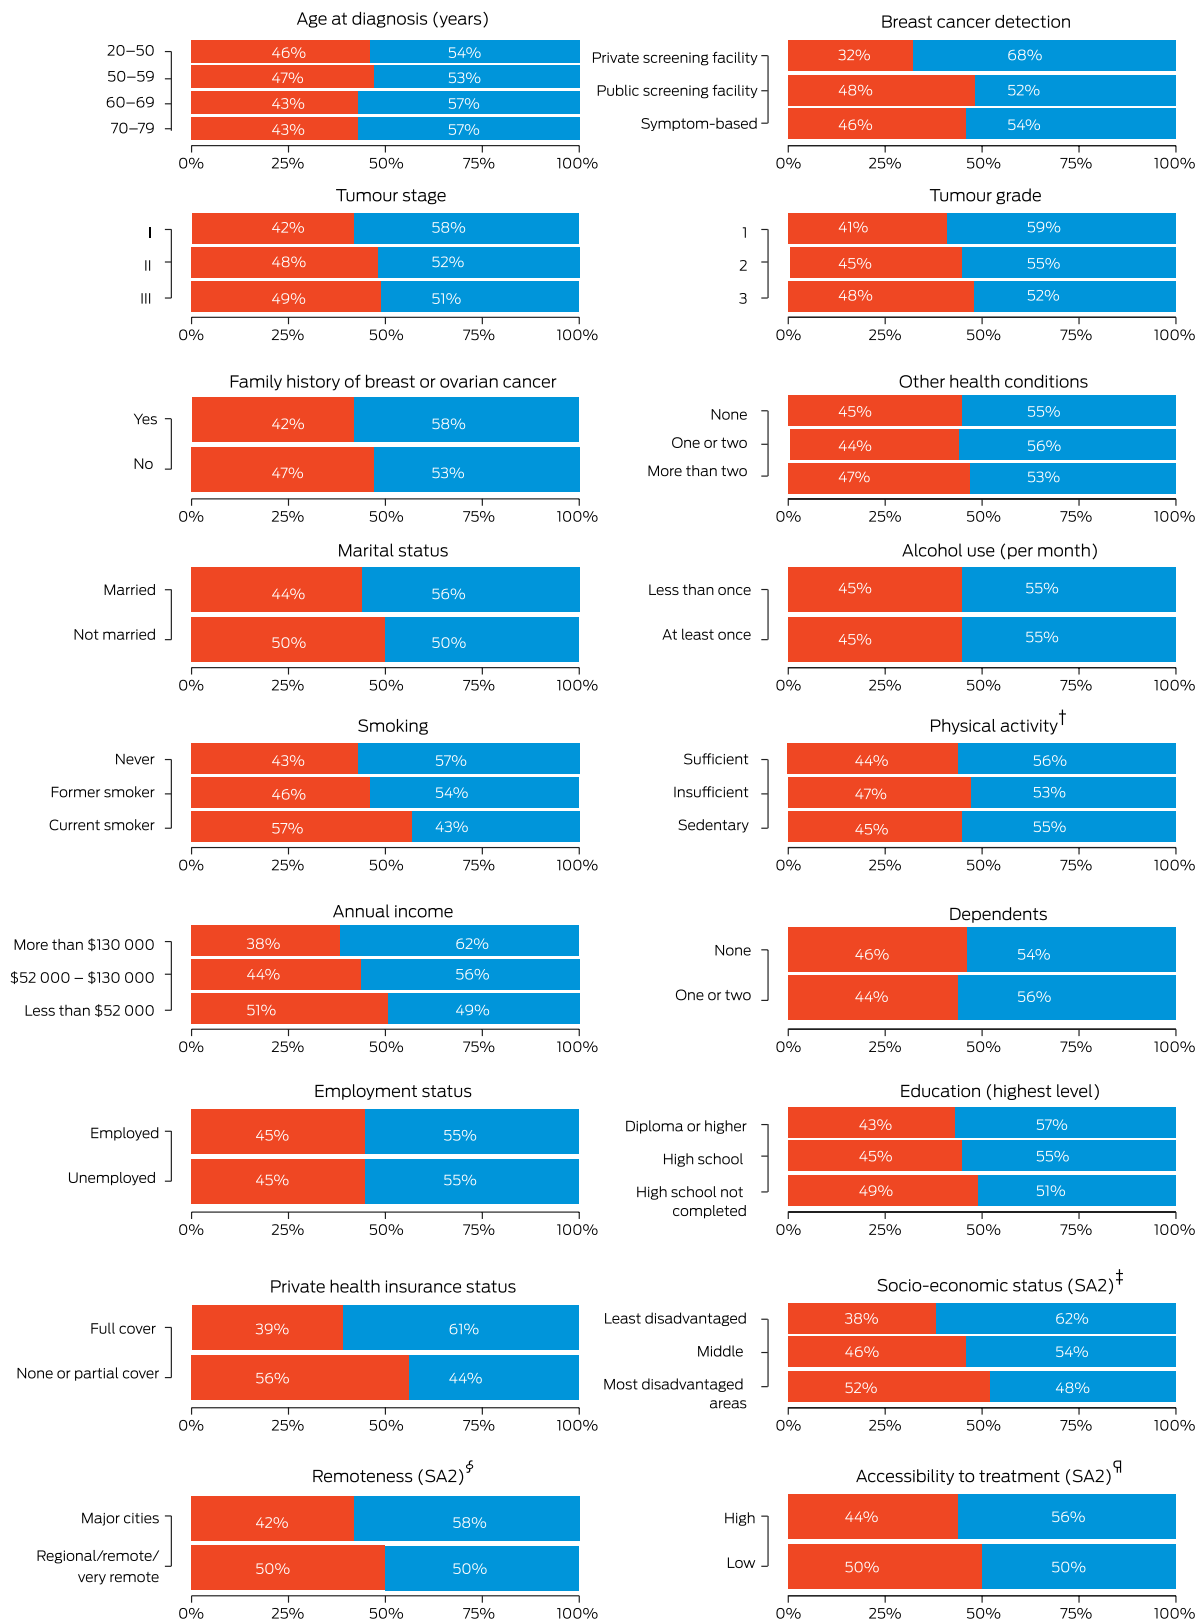 Age at diagnosis (years)
20–50 46% 54%
50–59 47% 53%
60–69 43% 57%
70–79 43% 57%
0% 25% 50% 75% 100%
Breast cancer detection
Private screening facility 32% 68%
Public screening facility 48% 52%
Symptom-based 46% 54%
0% 25% 50% 75% 100%
Tumour stage
I 42% 58%
II 48% 52%
III 49% 51%
0% 25% 50% 75% 100%
Tumour grade
1 41% 59%
2 45% 55%
3 48% 52%
0% 25% 50% 75% 100%
Family history of breast or ovarian cancer
Yes 42% 58%
No 47% 53%
0% 25% 50% 75% 100%
Other health conditions
None 45% 55%
One or two 44% 56%
More than two 47% 53%
0% 25% 50% 75% 100%
Marital status
Married 44% 56%
Not married 50% 50%
0% 25% 50% 75% 100%
Alcohol use (per month)
Less than once 45% 55%
At least once 45% 55%
0% 25% 50% 75% 100%
Smoking
Never 43% 57%
Former smoker 46% 54%
Current smoker 57% 43%
0% 25% 50% 75% 100%
Physical activity†
Sufficient 44% 56%
Insufficient 47% 53%
Sedentary 45% 55%
0% 25% 50% 75% 100%
Annual income
More than $130 000 38% 62%
$52 000 – $130 000 44% 56%
Less than $52 000 51% 49%
0% 25% 50% 75% 100%
Dependents
None 46% 54%
One or two 44% 56%
0% 25% 50% 75% 100%
Employment status
Employed 45% 55%
Unemployed 45% 55%
0% 25% 50% 75% 100%
Education (highest level)
Diploma or higher 43% 57%
High school 45% 55%
High school not 49% 51%
completed
0% 25% 50% 75% 100%
Private health insurance status
Full cover 39% 61%
None or partial cover 56% 44%
0% 25% 50% 75% 100%
Socio-economic status (SA2)‡
Least disadvantaged 38% 62%
Middle 46% 54%
Most disadvantaged 52% 48%
areas
0% 25% 50% 75% 100%
Remoteness (SA2)§
Major cities 42% 58%
Regional/remote/
very remote 50% 50%
0% 25% 50% 75% 100%
Accessibility to treatment (SA2)¶
High 44% 56%
Low 50% 50%
0% 25% 50% 75% 100%